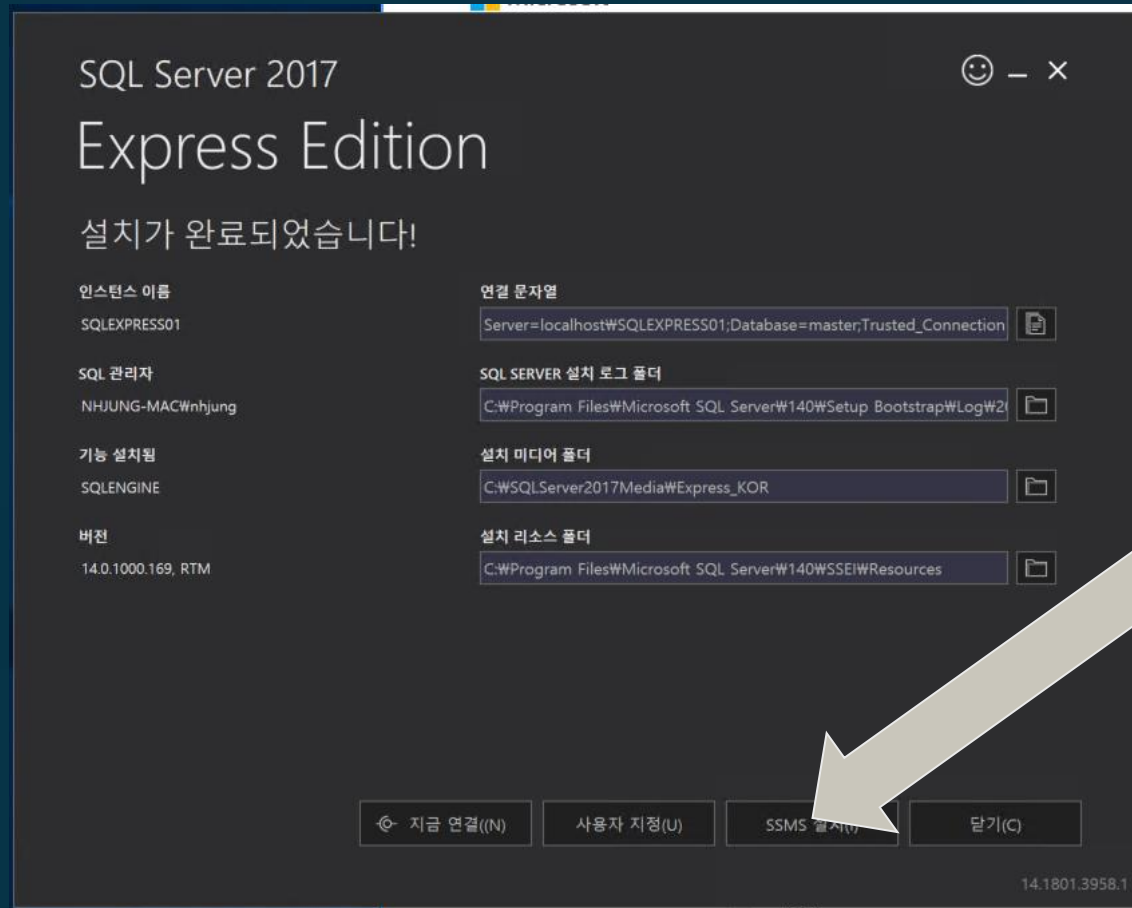 SQL Server 2017
Express Edition
설치가 완료되었습니다!
인스턴스 이름
SQLEXPRESS01
연결 문자열
Server=localhost₩SQLEXPRESS01;Database=master;Trusted_Connection
SQL 관리자
NHJUNG-MAC₩nhjung
SQL SERVER 설치 로그 폴더
C:₩Program Files₩Microsoft SQL Server₩140₩Setup Bootstrap₩Log₩20
기능 설치됨
SQLENGINE
설치 미디어 폴더
C:₩SQLServer2017Media₩Express_KOR
버전
14.0.1000.169, RTM
설치 리소스 폴더
C:₩Program Files₩Microsoft SQL Server₩140₩SSEI₩Resources
지금 연결((N)
사용자 지정(U)
SSMS 설치(I)
닫기(C)
14.1801.3958.1